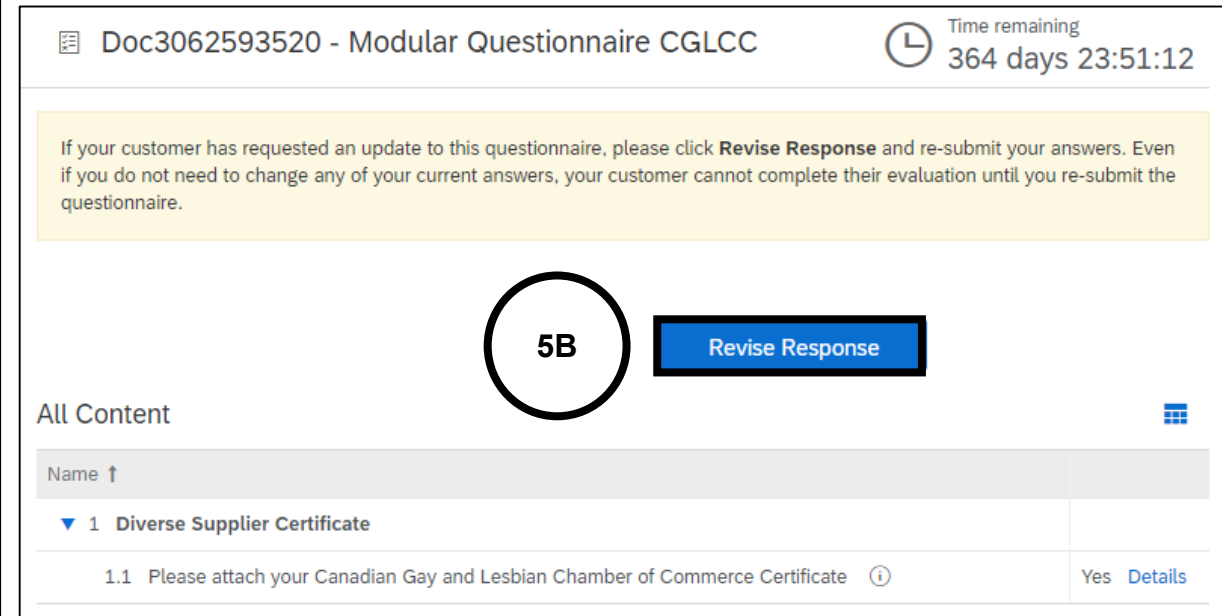 Doc3062593520 - Modular Questionnaire CGLCC
Time remaining
364 days 23:51:12
If your customer has requested an update to this questionnaire, please click Revise Response and re-submit your answers. Even
if you do not need to change any of your current answers, your customer cannot complete their evaluation until you re-submit the
questionnaire.
5B
Revise Response
All Content
Name ↑
▼ 1 Diverse Supplier Certificate
1.1 Please attach your Canadian Gay and Lesbian Chamber of Commerce Certificate Yes Details